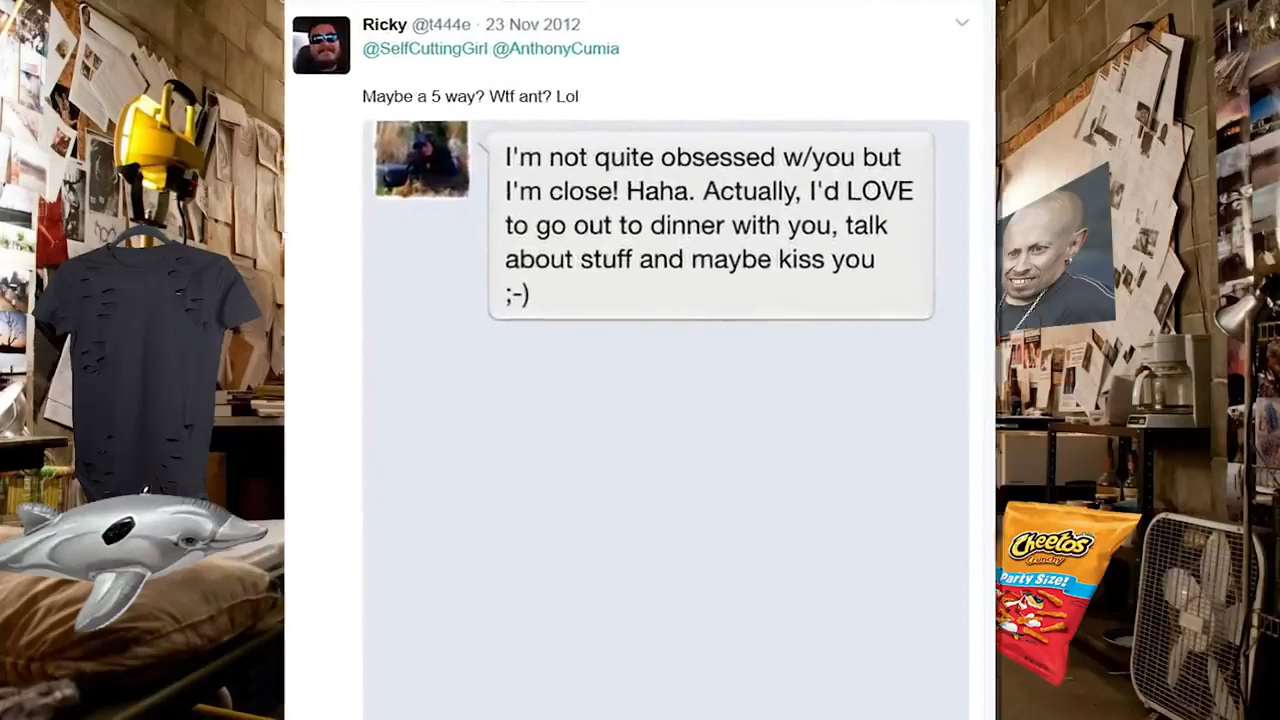 Ricky @t444e · 23 Nov 2012
@SelfCuttingGirl @AnthonyCumia
Maybe a 5 way? Wtf ant? Lol
I'm not quite obsessed w/you but
I'm close! Haha. Actually, I'd LOVE
to go out to dinner with you, talk
about stuff and maybe kiss you
;-)
Cheetos
Crunchy
Party Size!